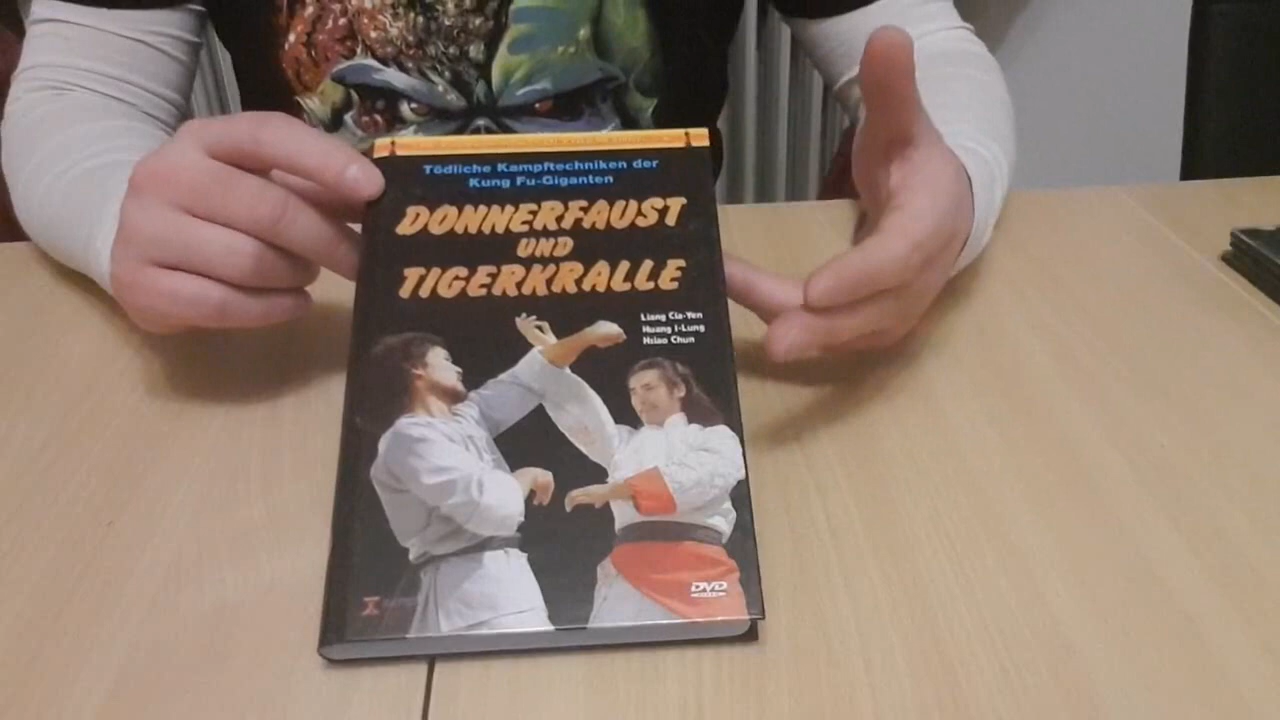 Tödliche Kampftechniken der
Kung Fu-Giganten
DONNERFAUST
UND
TIGERKRALLE
Liang Cia-Yen
Huang I-Lung
Hsiao Chun
DVD